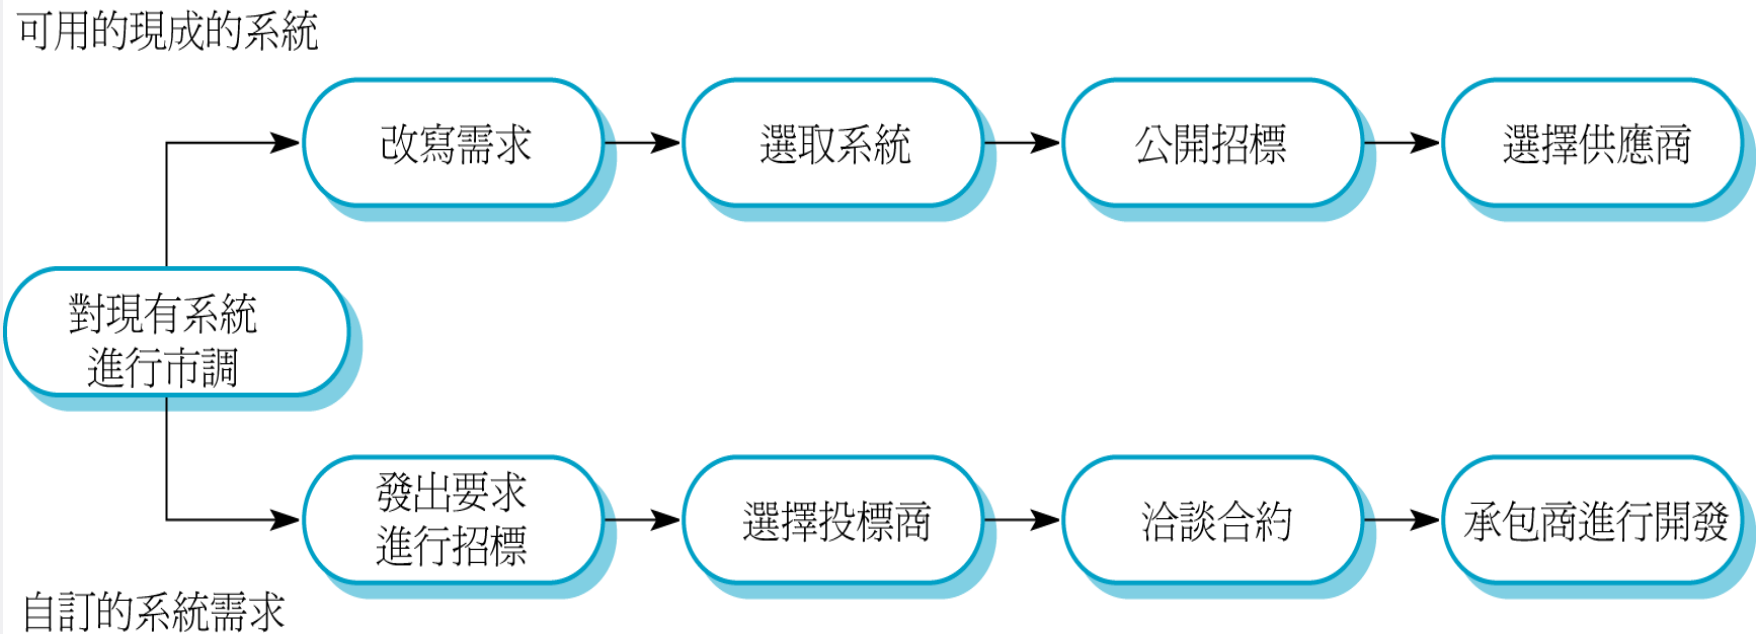 可用的現成的系統
改寫需求
選取系統
公開招標
選擇供應商
對現有系統
進行市調
發出要求
進行招標
選擇投標商
洽談合約
承包商進行開發
自訂的系統需求